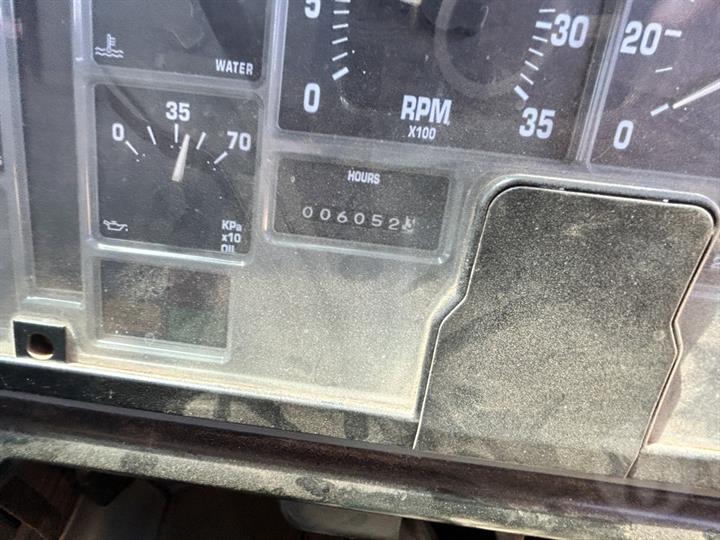 WATER
0 35 70
KPa
x10
OIL
5 30
0 35
RPM
X100
HOURS
006052
20
0